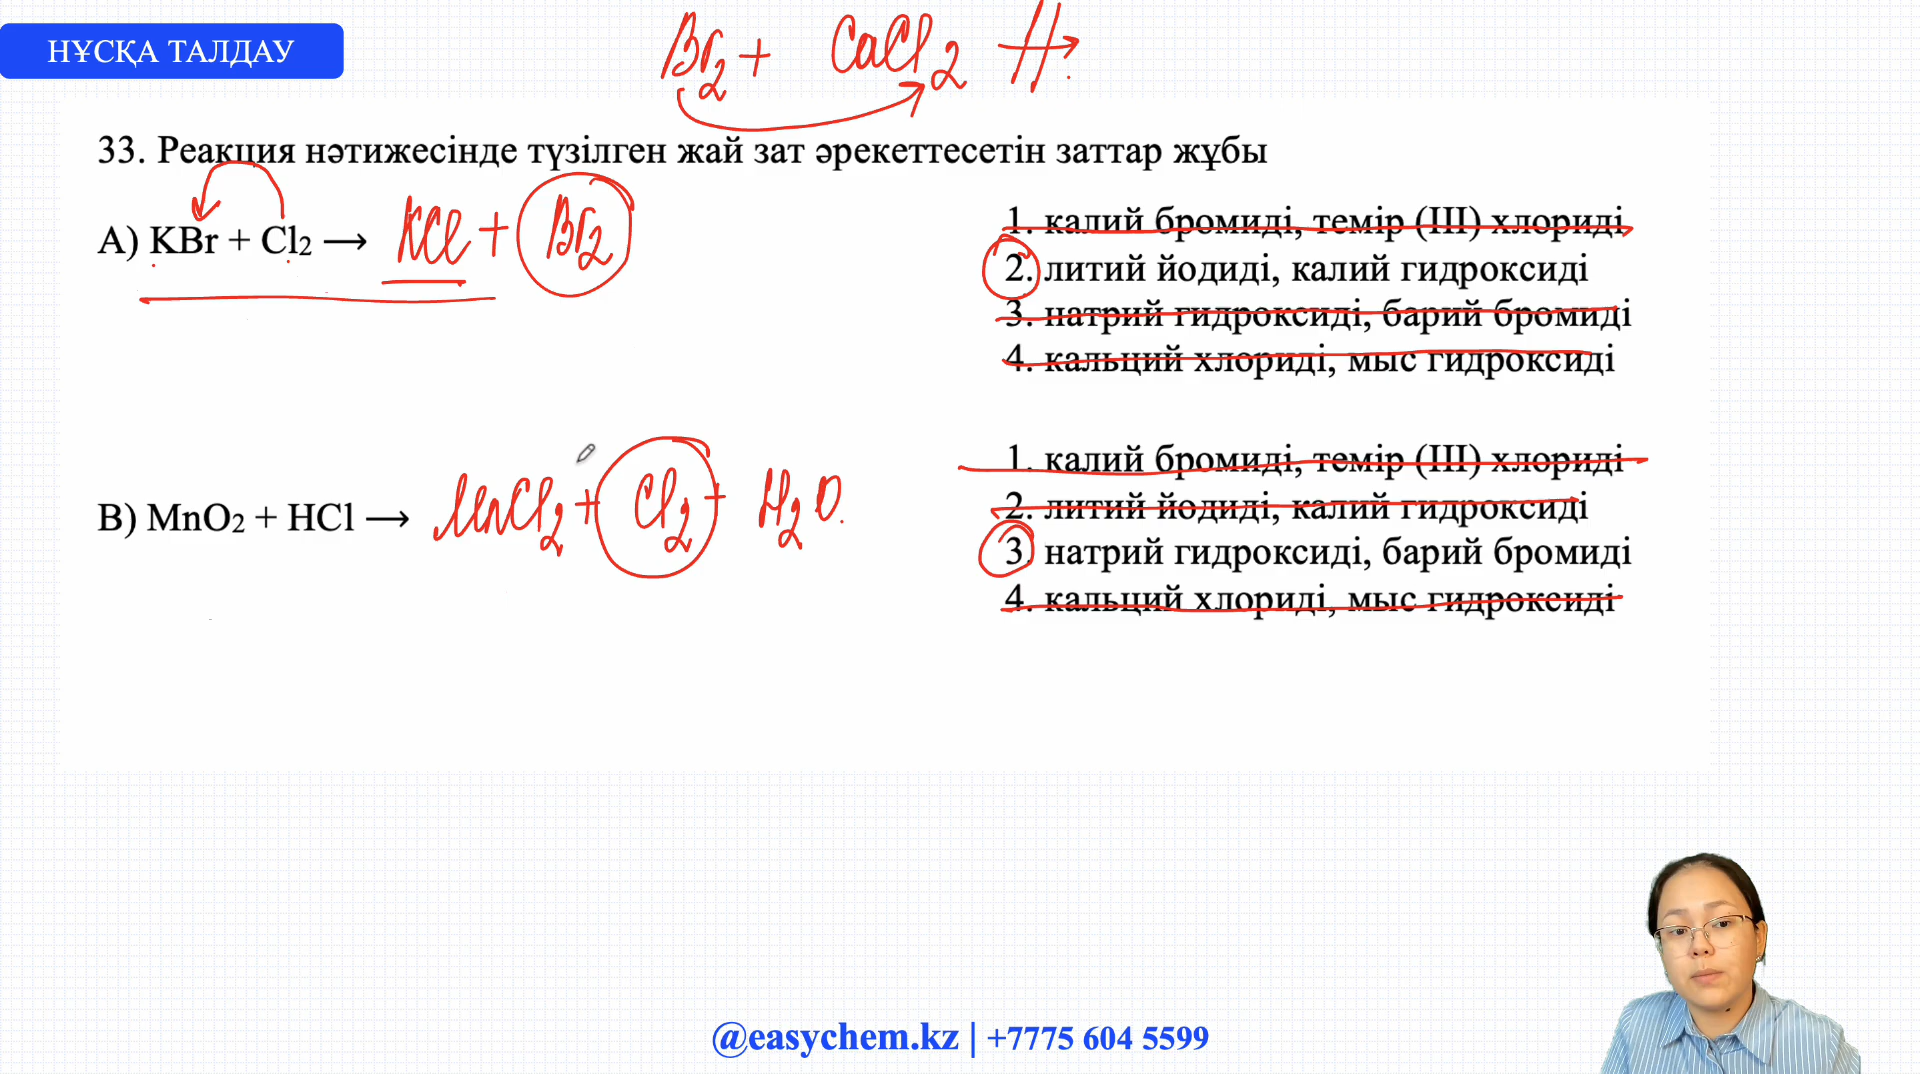 НҰСҚА ТАЛДАУ
Br2 + CaCl2 ↛ ?
33. Реакция нәтижесінде түзілген жай зат әрекеттесетін заттар жұбы
A) KBr + Cl2 → KCl + Br2
1. калий бромиді, темір (III) хлориді
2. литий йодиді, калий гидроксиді
3. натрий гидроксиді, барий бромиді
4. кальций хлориді, мыс гидроксиді
B) MnO2 + HCl → MnCl2 + Cl2 + H2O.
1. калий бромиді, темір (III) хлориді
2. литий йодиді, калий гидроксиді
3. натрий гидроксиді, барий бромиді
4. кальций хлориді, мыс гидроксиді
@easychem.kz | +7775 604 5599